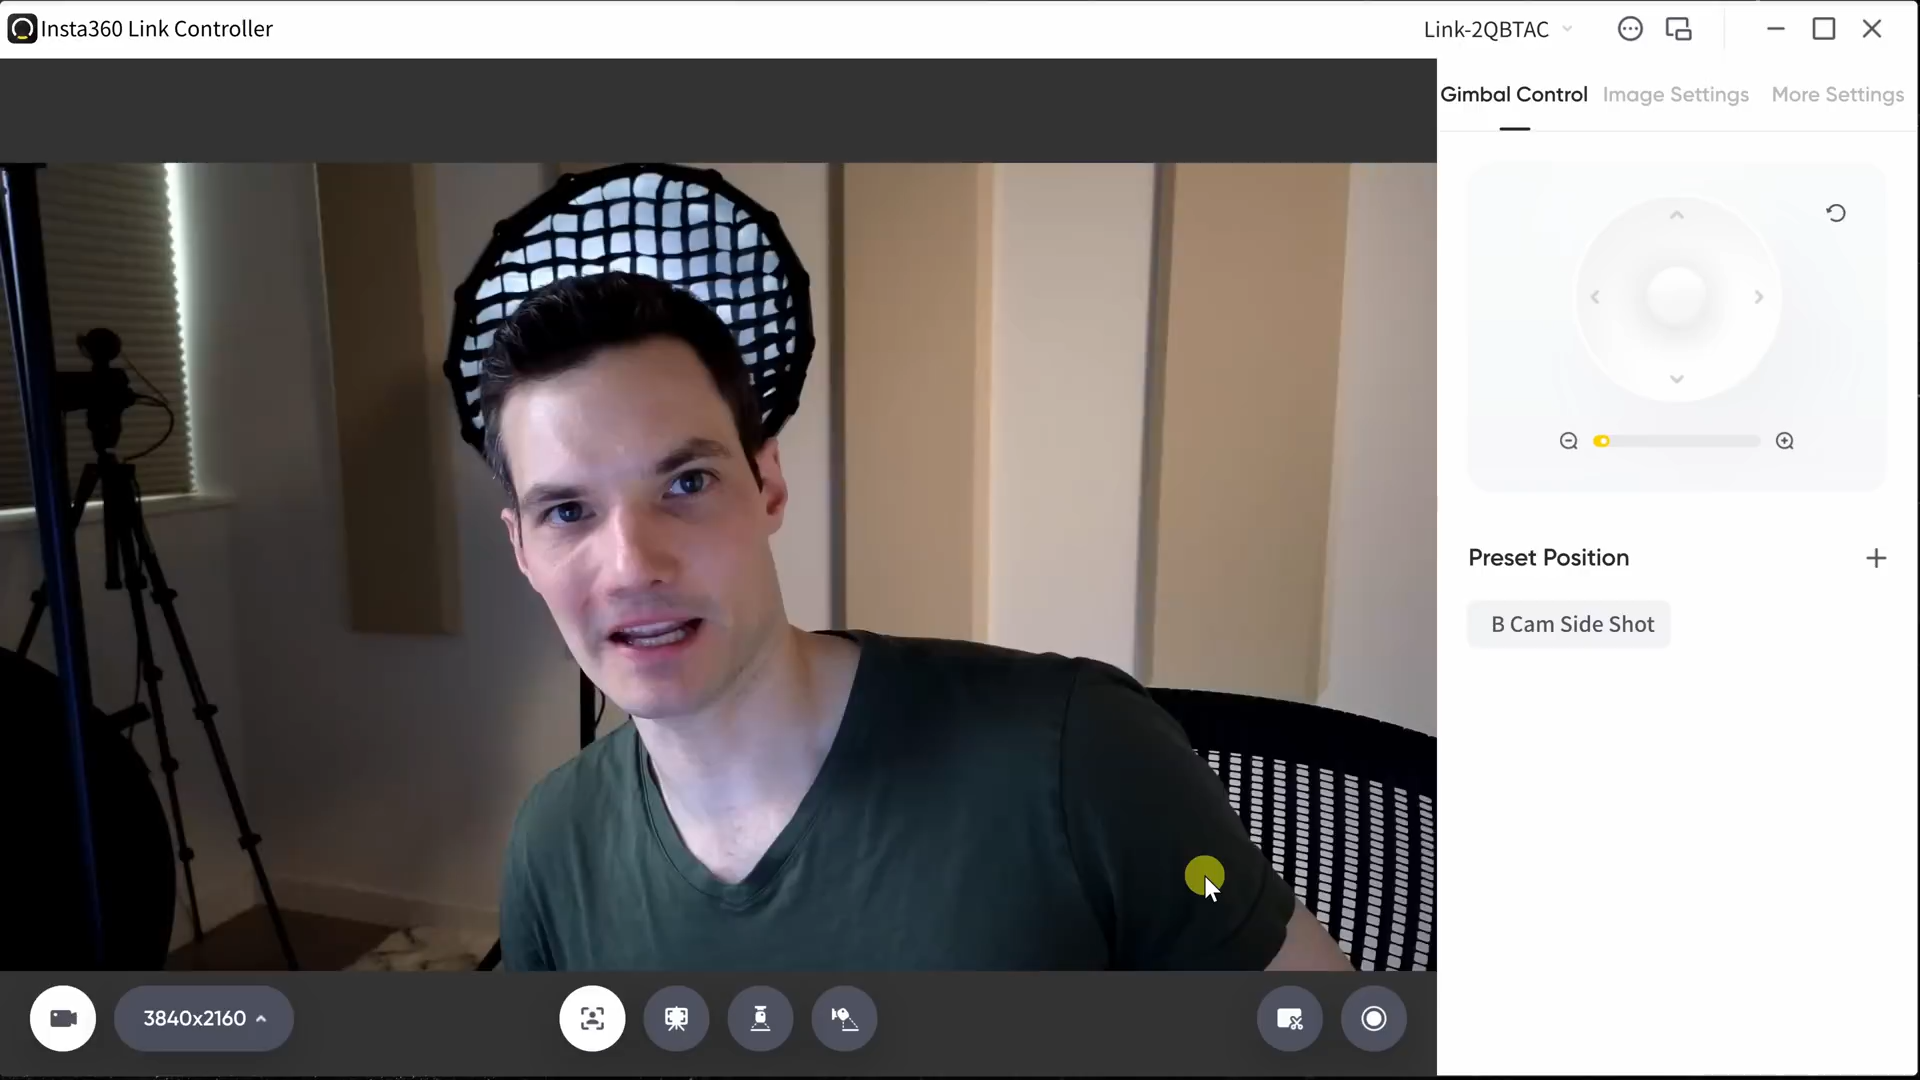 Insta360 Link Controller
Link-2QBTAC
Gimbal Control
Image Settings
More Settings
Preset Position
B Cam Side Shot
3840x2160